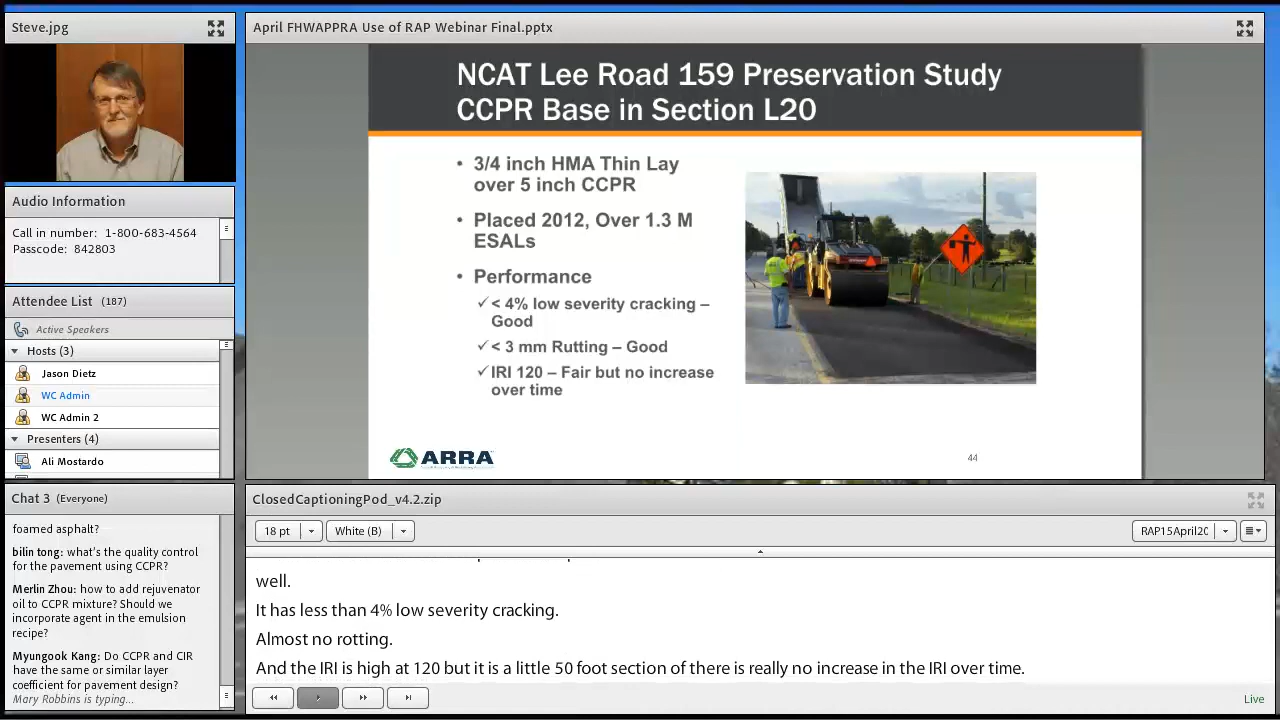 Steve.jpg
April FHWAPPRA Use of RAP Webinar Final.pptx
NCAT Lee Road 159 Preservation Study
CCPR Base in Section L20
• 3/4 inch HMA Thin Lay
over 5 inch CCPR
• Placed 2012, Over 1.3 M
ESALs
• Performance
✓< 4% low severity cracking –
Good
✓< 3 mm Rutting – Good
✓IRI 120 – Fair but no increase
over time
ARRA
44
Audio Information
Call in number: 1-800-683-4564
Passcode: 842803
Attendee List (187)
Active Speakers
Hosts (3)
Jason Dietz
WC Admin
WC Admin 2
Presenters (4)
Ali Mostardo
Chat 3 (Everyone)
foamed asphalt?
bilin tong: what's the quality control
for the pavement using CCPR?
Merlin Zhou: how to add rejuvenator
oil to CCPR mixture? Should we
incorporate agent in the emulsion
recipe?
Myungook Kang: Do CCPR and CIR
have the same or similar layer
coefficient for pavement design?
Mary Robbins is typing...
ClosedCaptioningPod_v4.2.zip
18 pt
White (B)
RAP15April20
well.
It has less than 4% low severity cracking.
Almost no rotting.
And the IRI is high at 120 but it is a little 50 foot section of there is really no increase in the IRI over time.
Live